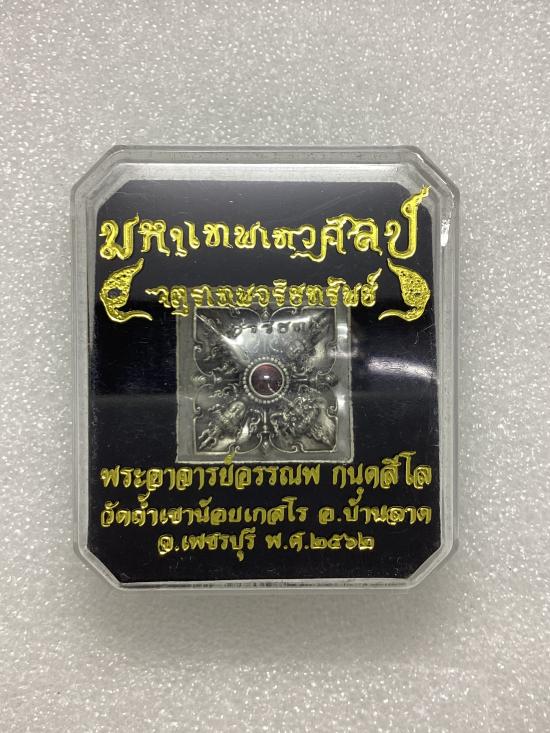 มหาเทพเทวศิลป์
จตุรเทพอริยทรัพย์
พระอาจารย์อรรณพ กนฺตสีโล
วัดถ้ำเขาน้อยเกสโร อ.บ้านลาด
จ.เพชรบุรี พ.ศ.๒๕๖๒